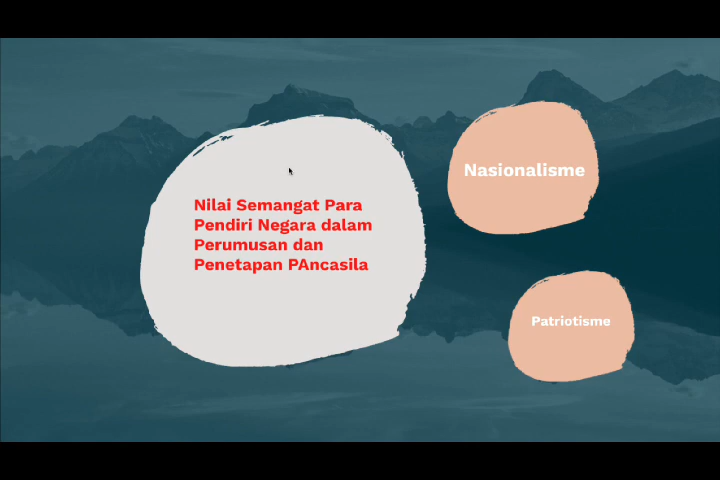 Nilai Semangat Para
Pendiri Negara dalam
Perumusan dan
Penetapan PAncasila
Nasionalisme
Patriotisme